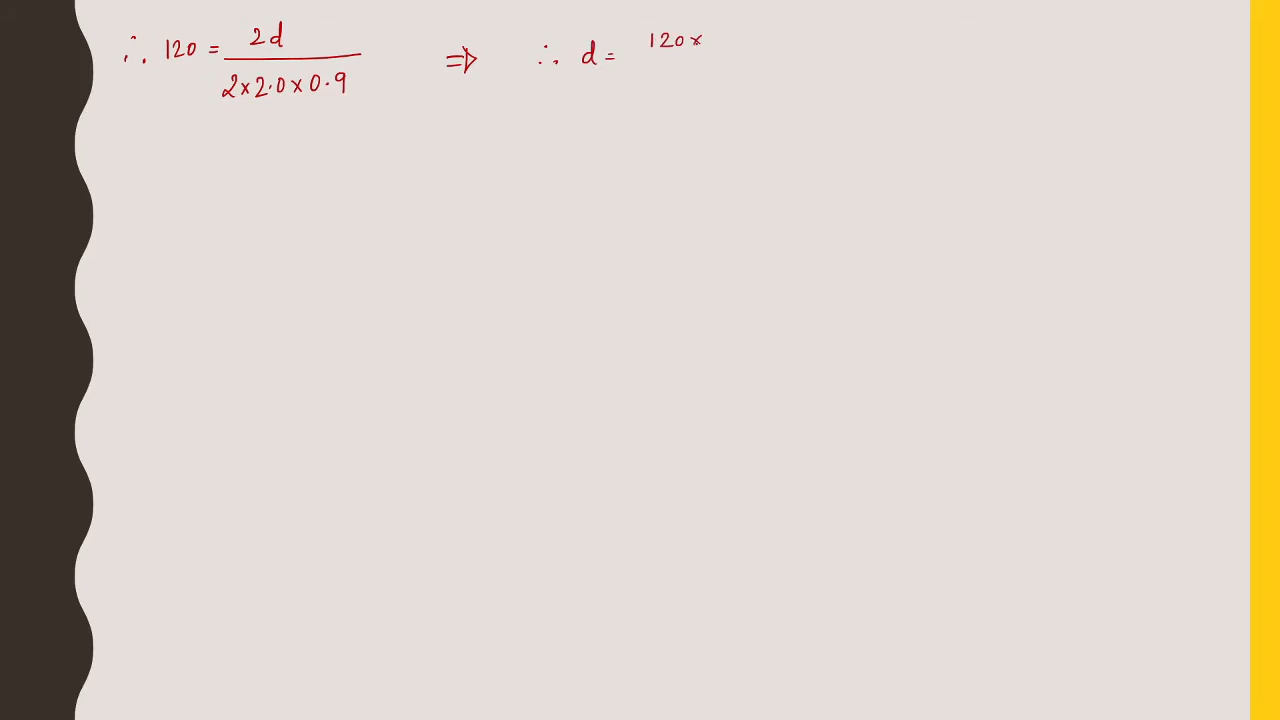 ∴ 120 = 2d / 2×2.0×0.9 ⇒ ∴ d = 120×